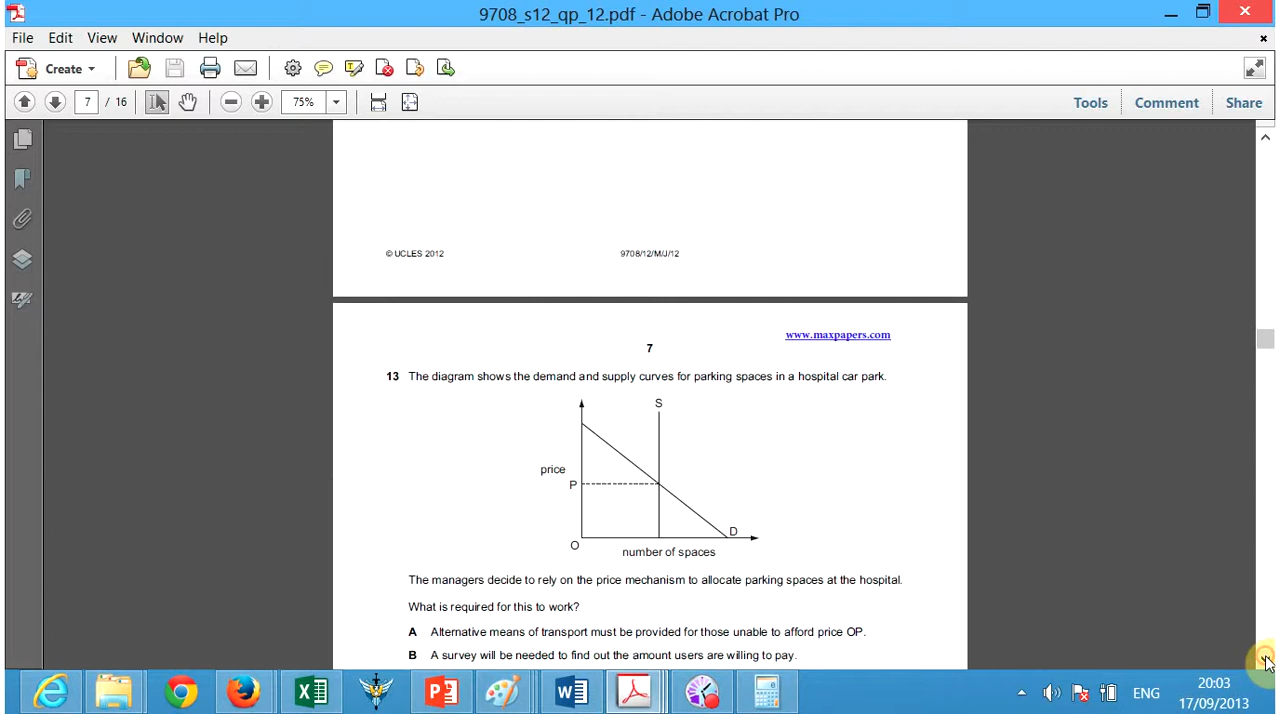 9708_s12_qp_12.pdf - Adobe Acrobat Pro
File Edit View Window Help
Create
7 / 16 75% Tools Comment Share
© UCLES 2012 9708/12/M/J/12
www.maxpapers.com
7
13 The diagram shows the demand and supply curves for parking spaces in a hospital car park.
S
price
P
D
O
number of spaces
The managers decide to rely on the price mechanism to allocate parking spaces at the hospital.
What is required for this to work?
A Alternative means of transport must be provided for those unable to afford price OP.
B A survey will be needed to find out the amount users are willing to pay.
ENG
20:03
17/09/2013